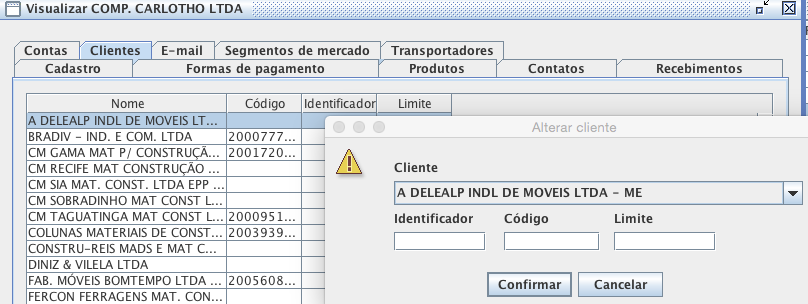 Visualizar COMP. CARLOTHO LTDA
Contas Clientes E-mail Segmentos de mercado Transportadores
Cadastro Formas de pagamento Produtos Contatos Recebimentos
Nome Código Identificador Limite
A DELEALP INDL DE MOVEIS LT...
BRADIV - IND. E COM. LTDA 2000777...
CM GAMA MAT P/ CONSTRUÇÃ... 2001720...
CM RECIFE MAT CONSTRUÇÃO ...
CM SIA MAT. CONST. LTDA EPP ...
CM SOBRADINHO MAT CONST L...
CM TAGUATINGA MAT CONST L... 2000951...
COLUNAS MATERIAIS DE CONST... 2003939...
CONSTRU-REIS MADS E MAT C...
DINIZ & VILELA LTDA
FAB. MÓVEIS BOMTEMPO LTDA ... 2005608...
FERCON FERRAGENS MAT. CON...
Alterar cliente
Cliente
A DELEALP INDL DE MOVEIS LTDA - ME
Identificador Código Limite
Confirmar Cancelar